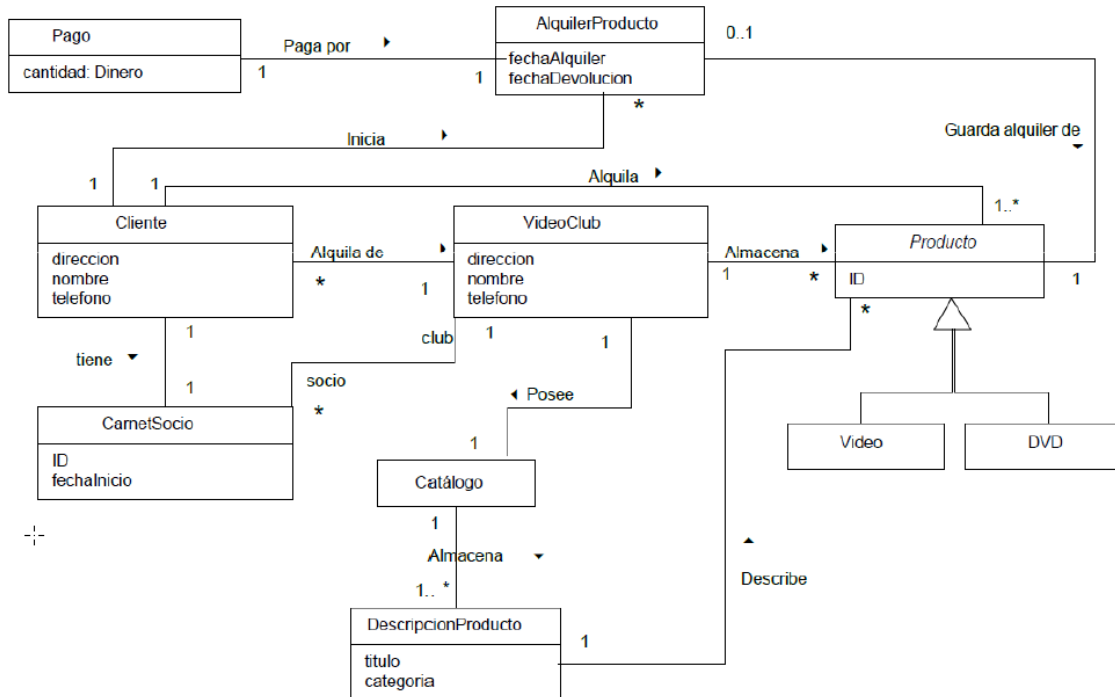 Pago
cantidad: Dinero
Paga por
1
1
AlquilerProducto
fechaAlquiler
fechaDevolucion
0..1
*
Guarda alquiler de
Inicia
1
1
Alquila
1..*
Cliente
direccion
nombre
telefono
Alquila de
*
1
VideoClub
direccion
nombre
telefono
Almacena
1
*
Producto
ID
1
*
1
tiene
1
club
1
1
socio
*
Posee
1
CarnetSocio
ID
fechaInicio
Video
DVD
Catálogo
1
Almacena
1.. *
Describe
DescripcionProducto
titulo
categoria
1